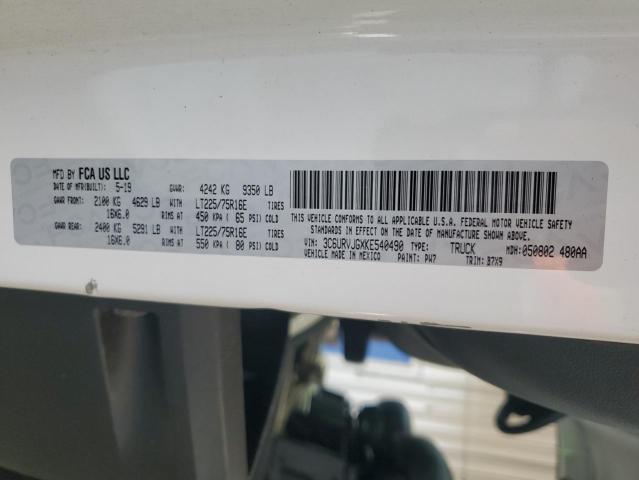 MFD BY FCA US LLC
DATE OF MFR(BUILT): 5-19 GVWR: 4242 KG 9350 LB
GAWR FRONT: 2100 KG 4629 LB WITH LT225/75R16E TIRES
16X6.0 RIMS AT 450 KPA ( 65 PSI) COLD
GAWR REAR: 2400 KG 5291 LB WITH LT225/75R16E TIRES
16X6.0 RIMS AT 550 KPA ( 80 PSI) COLD
THIS VEHICLE CONFORMS TO ALL APPLICABLE U.S.A. FEDERAL MOTOR VEHICLE SAFETY
STANDARDS IN EFFECT ON THE DATE OF MANUFACTURE SHOWN ABOVE.
VIN: 3C6URVJGXKE540490 TYPE: TRUCK MDH: 050802 480AA
VEHICLE MADE IN MEXICO PAINT: PW7 TRIM: B7X9